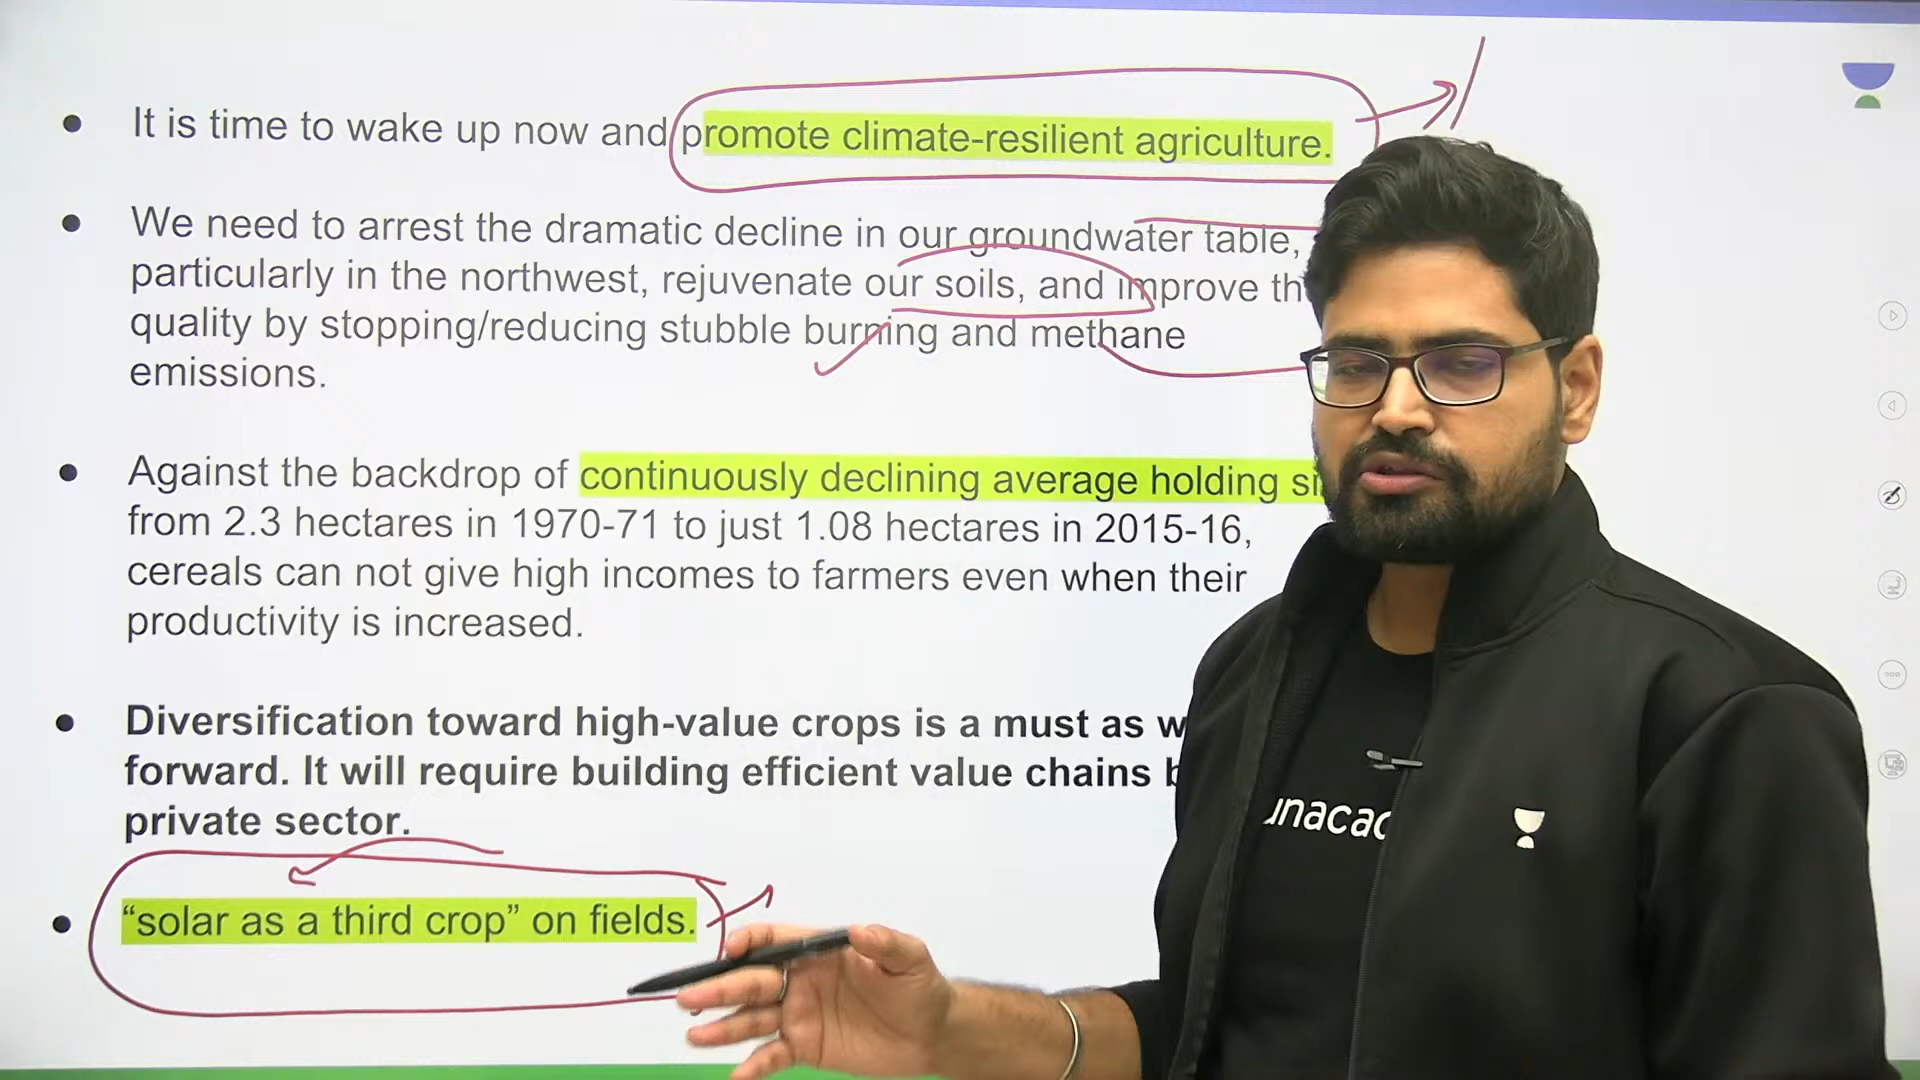 ● It is time to wake up now and promote climate-resilient agriculture.
● We need to arrest the dramatic decline in our groundwater table,
particularly in the northwest, rejuvenate our soils, and improve
quality by stopping/reducing stubble burning and methane
emissions.
● Against the backdrop of continuously declining average holding
from 2.3 hectares in 1970-71 to just 1.08 hectares in 2015-16,
cereals can not give high incomes to farmers even when their
productivity is increased.
● Diversification toward high-value crops is a must as
forward. It will require building efficient value chains
private sector.
● “solar as a third crop” on fields.
unacac